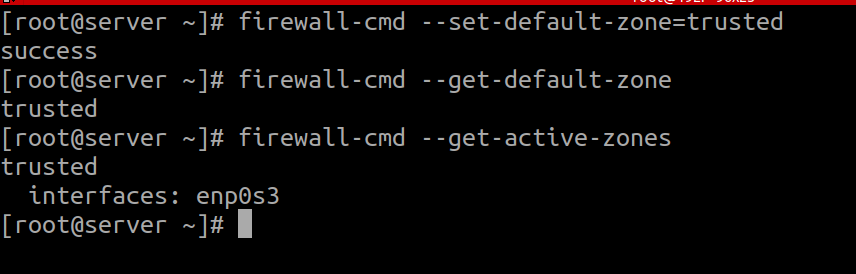 [root@server ~]# firewall-cmd --set-default-zone=trusted
success
[root@server ~]# firewall-cmd --get-default-zone
trusted
[root@server ~]# firewall-cmd --get-active-zones
trusted
  interfaces: enp0s3
[root@server ~]#